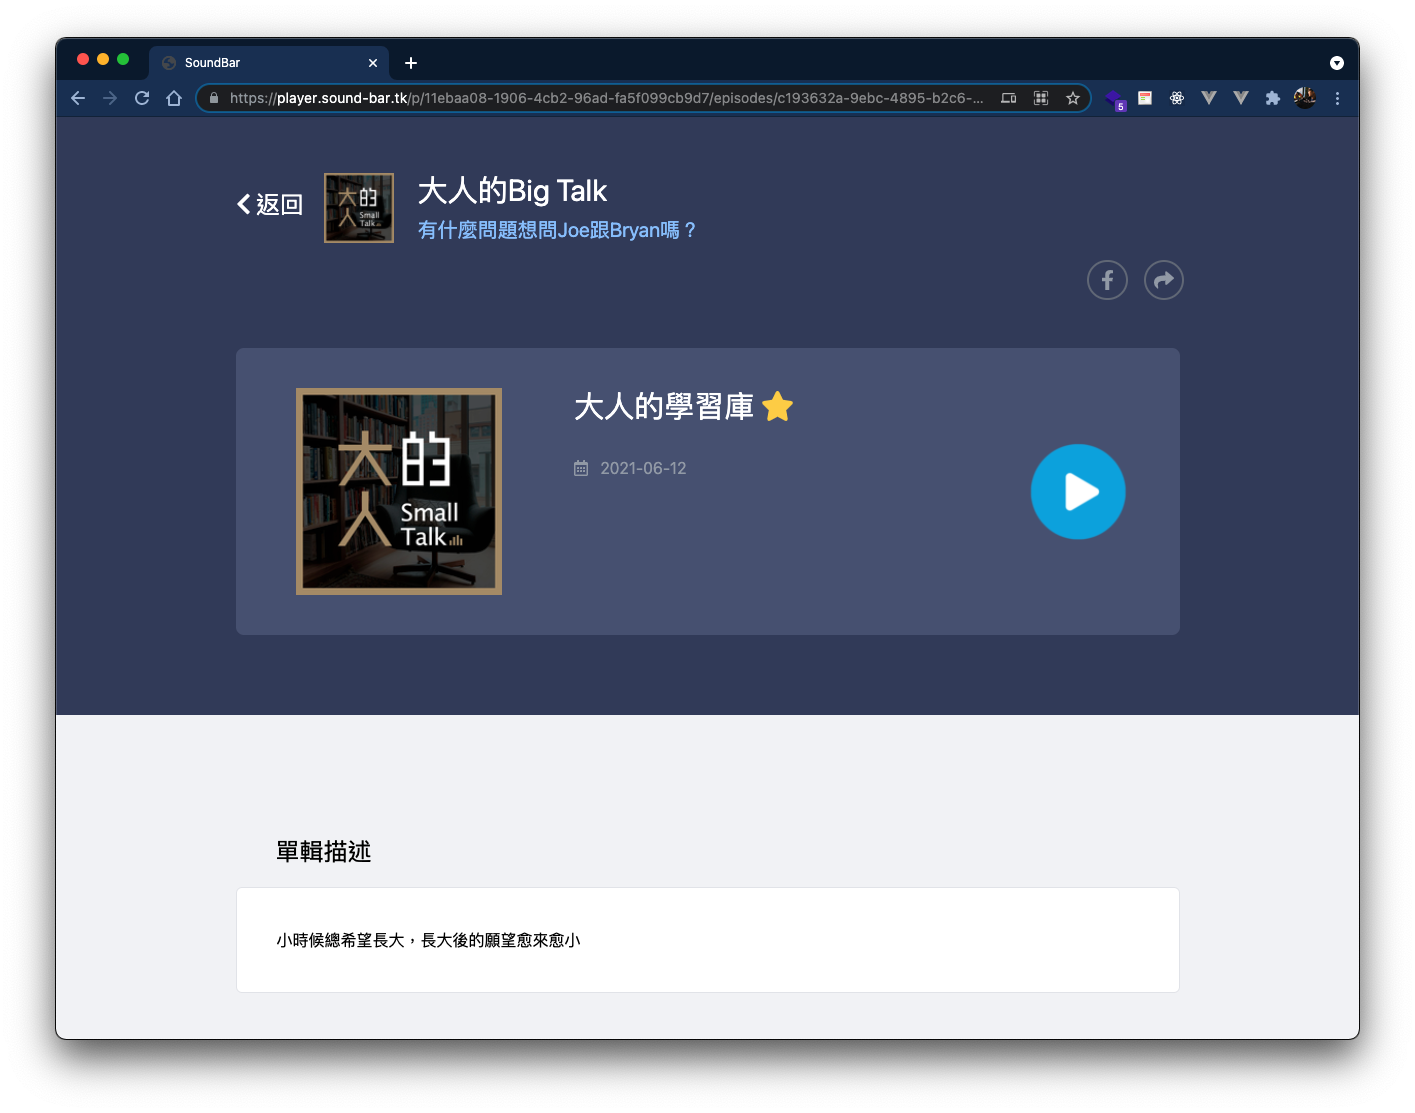 SoundBar
https://player.sound-bar.tk/p/11ebaa08-1906-4cb2-96ad-fa5f099cb9d7/episodes/c193632a-9ebc-4895-b2c6-...
5
返回
大人的
Small
Talk
大人的Big Talk
有什麼問題想問Joe跟Bryan嗎？
大人的
Small
Talk
大人的學習庫
2021-06-12
單輯描述
小時候總希望長大，長大後的願望愈來愈小